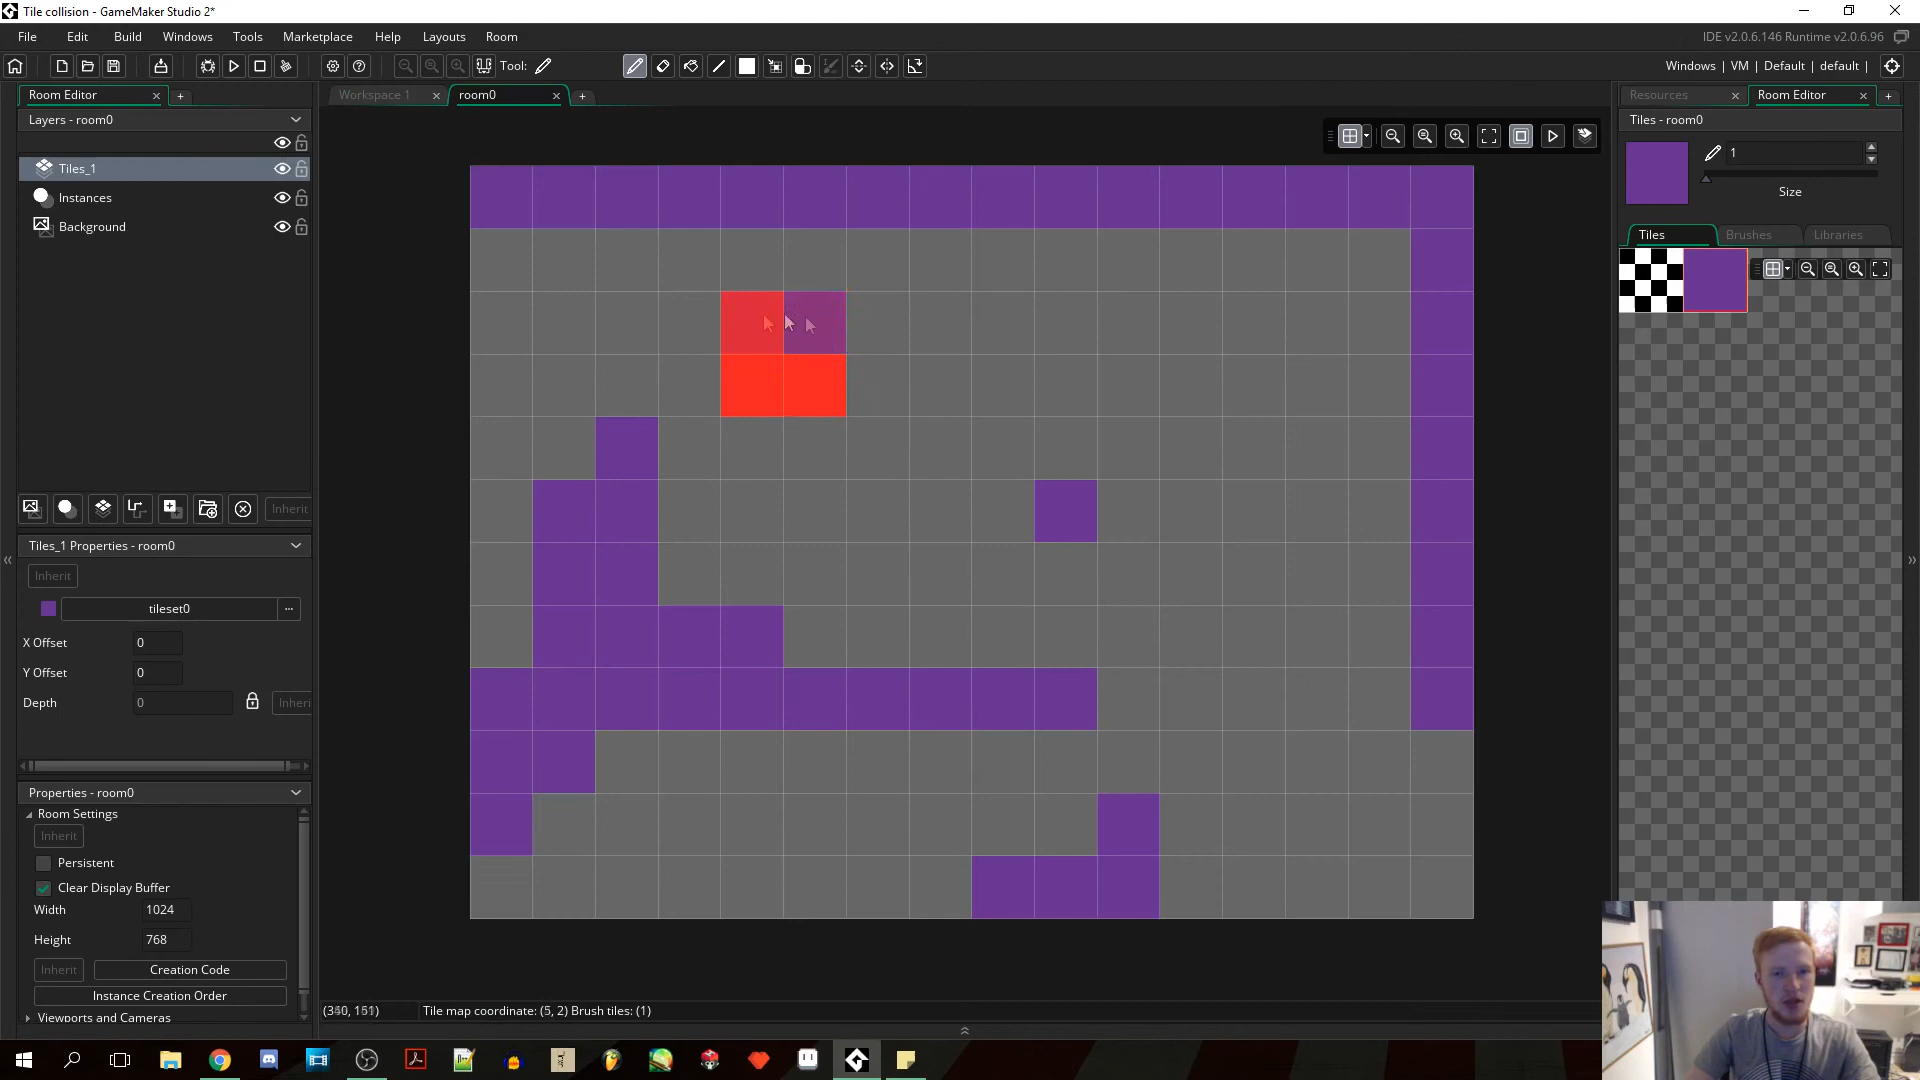 Tile collision - GameMaker Studio 2*
File Edit Build Windows Tools Marketplace Help Layouts Room
IDE v2.0.6.146 Runtime v2.0.6.96
Tool:
Windows | VM | Default | default |
Room Editor
Workspace 1
room0
Resources
Room Editor
Layers - room0
Tiles - room0
Tiles_1
Instances
Background
1
Size
Tiles
Brushes
Libraries
Inherit
Tiles_1 Properties - room0
Inherit
tileset0
X Offset 0
Y Offset 0
Depth 0
Inheri
Properties - room0
Room Settings
Inherit
Persistent
Clear Display Buffer
Width 1024
Height 768
Inherit
Creation Code
Instance Creation Order
Viewports and Cameras
Tile map coordinate: (5, 2) Brush tiles: (1)